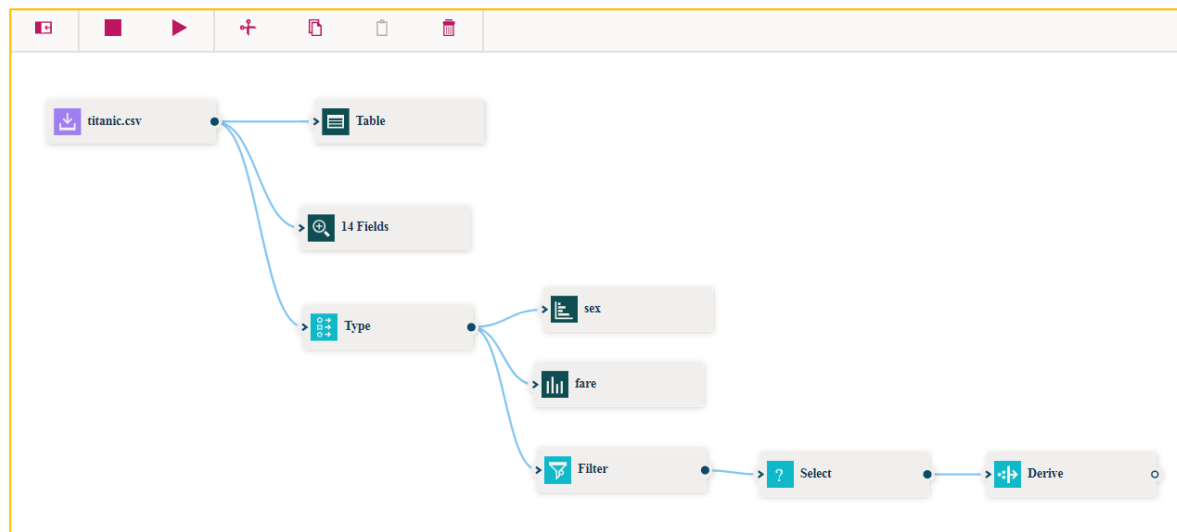 titanic.csv
Table
14 Fields
Type
sex
fare
Filter
? Select
Derive